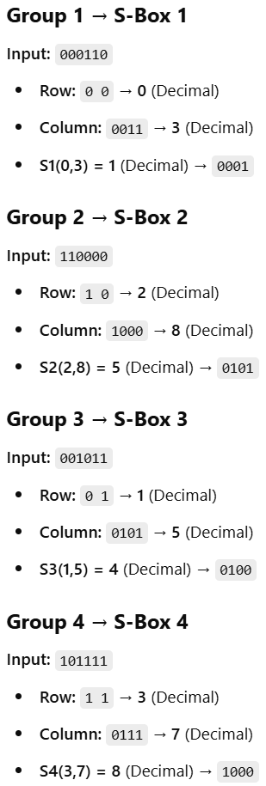 Group 1 → S-Box 1
Input: 000110
• Row: 0 0 → 0 (Decimal)
• Column: 0011 → 3 (Decimal)
• S1(0,3) = 1 (Decimal) → 0001
Group 2 → S-Box 2
Input: 110000
• Row: 1 0 → 2 (Decimal)
• Column: 1000 → 8 (Decimal)
• S2(2,8) = 5 (Decimal) → 0101
Group 3 → S-Box 3
Input: 001011
• Row: 0 1 → 1 (Decimal)
• Column: 0101 → 5 (Decimal)
• S3(1,5) = 4 (Decimal) → 0100
Group 4 → S-Box 4
Input: 101111
• Row: 1 1 → 3 (Decimal)
• Column: 0111 → 7 (Decimal)
• S4(3,7) = 8 (Decimal) → 1000